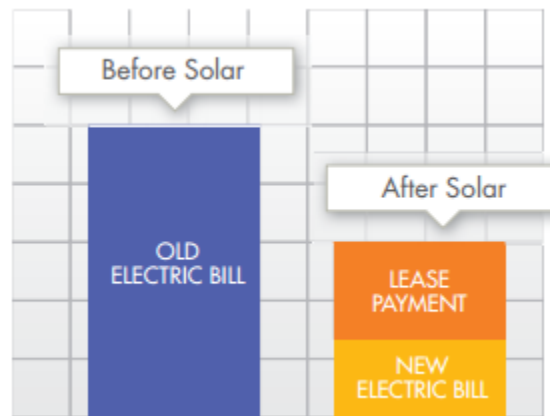 Before Solar
OLD
ELECTRIC BILL
After Solar
LEASE
PAYMENT
NEW
ELECTRIC BILL